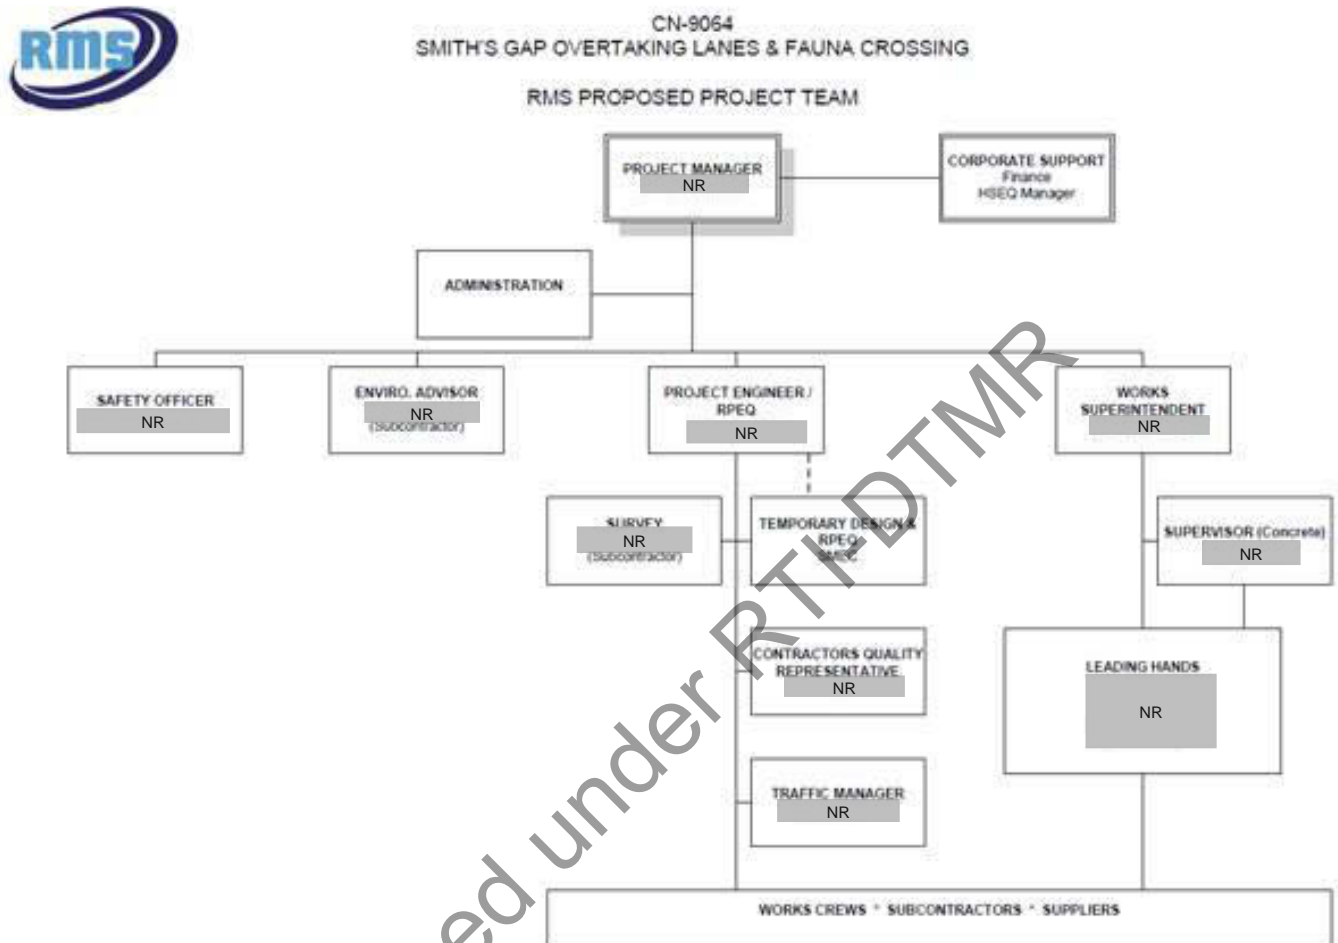 RMS
CN-9064
SMITH'S GAP OVERTAKING LANES & FAUNA CROSSING
RMS PROPOSED PROJECT TEAM
PROJECT MANAGER
NR
CORPORATE SUPPORT
Finance
HSEQ Manager
ADMINISTRATION
SAFETY OFFICER
NR
ENVIRO. ADVISOR
NR
(Subcontractor)
PROJECT ENGINEER /
RPEQ
NR
WORKS
SUPERINTENDENT
NR
SURVEY
NR
(Subcontractor)
TEMPORARY DESIGN &
RPEQ
SMEC
SUPERVISOR (Concrete)
NR
CONTRACTORS QUALITY
REPRESENTATIVE
NR
LEADING HANDS
NR
TRAFFIC MANAGER
NR
WORKS CREWS * SUBCONTRACTORS * SUPPLIERS
ed under RTI-DTMR